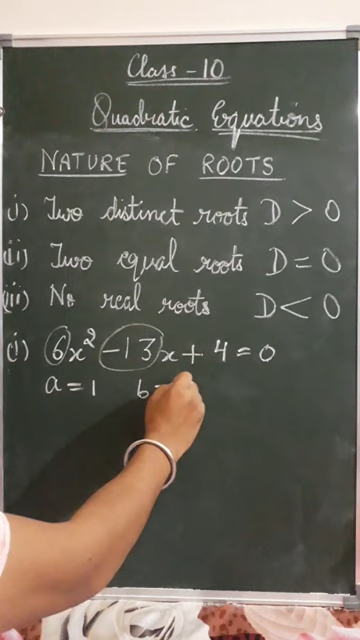 Class - 10
Quadratic Equations
NATURE OF ROOTS
i) Two distinct roots D > 0
(ii) Two equal roots D = 0
(iii) No real roots D < 0
(i) 6x² -13x + 4 = 0
a = 1 b =